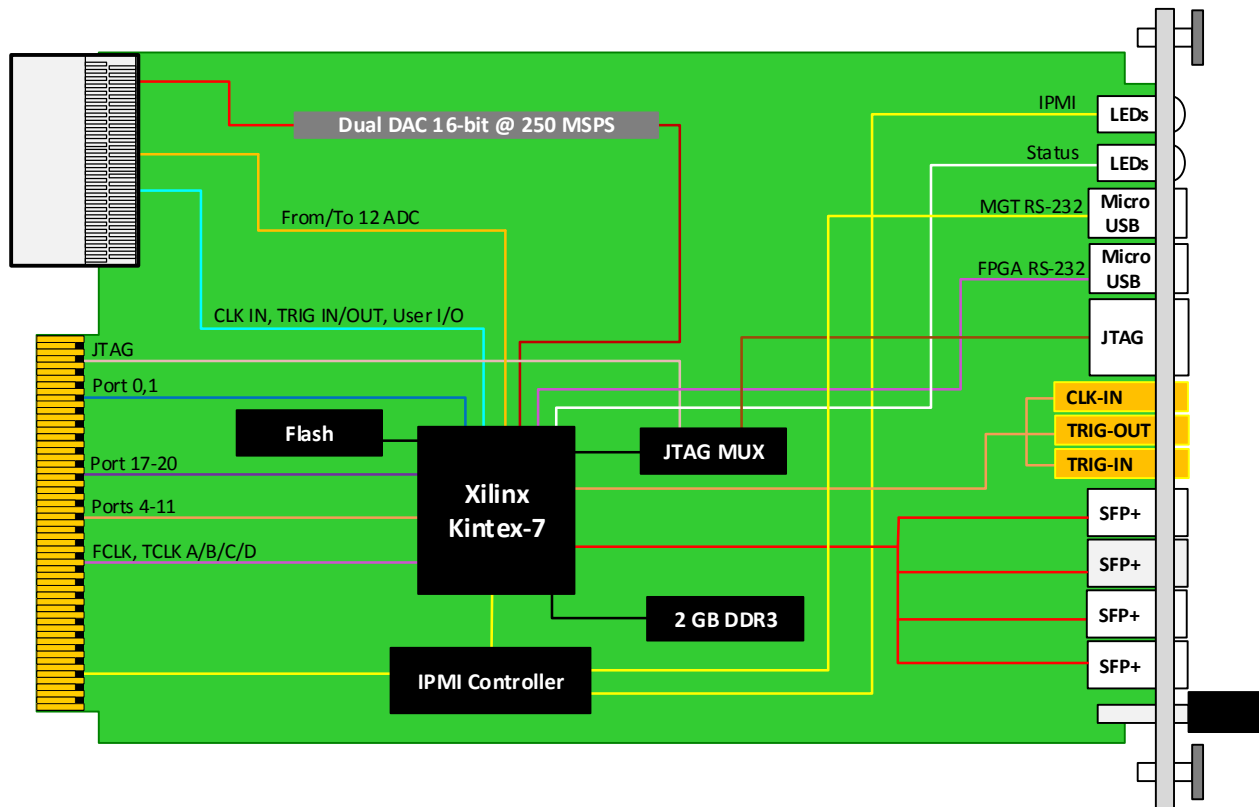 IPMI
LEDs
Dual DAC 16-bit @ 250 MSPS
Status
LEDs
MGT RS-232
Micro
USB
From/To 12 ADC
FPGA RS-232
Micro
USB
CLK IN, TRIG IN/OUT, User I/O
JTAG
JTAG
Port 0,1
CLK-IN
Flash
TRIG-OUT
JTAG MUX
Port 17-20
TRIG-IN
Xilinx
Kintex-7
Ports 4-11
SFP+
FCLK, TCLK A/B/C/D
SFP+
2 GB DDR3
SFP+
IPMI Controller
SFP+